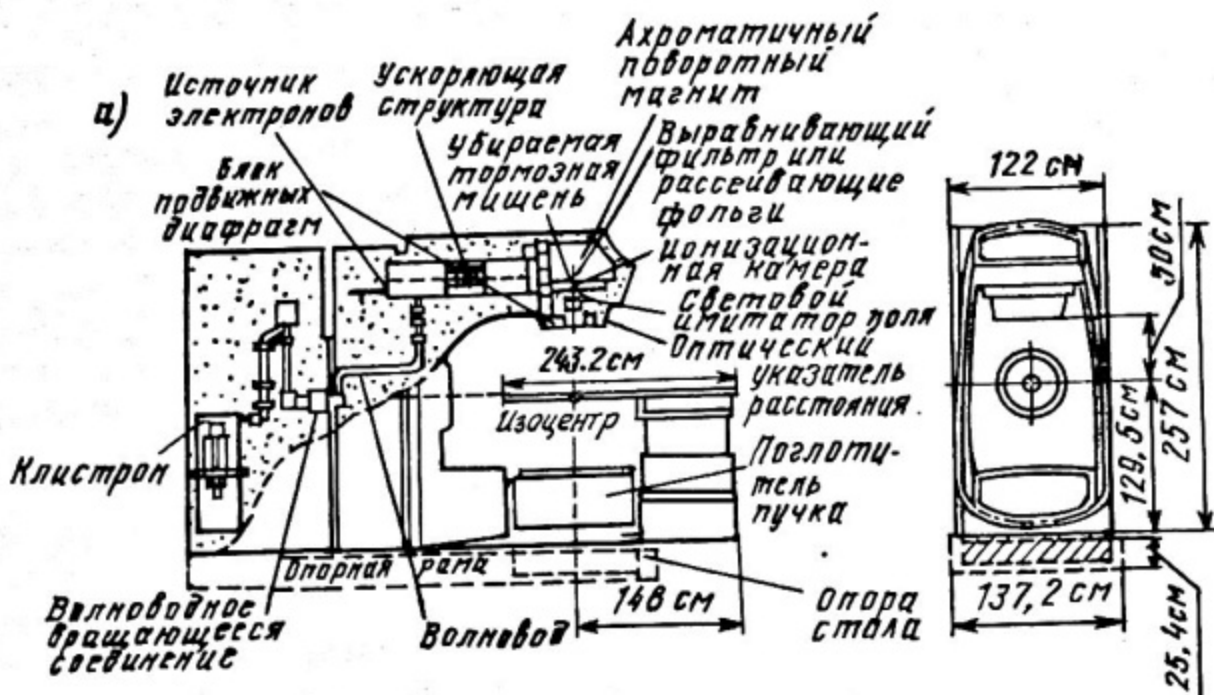 а)
Источник
электронов
Ускоряющая
структура
Ахроматичный
поворотный
магнит
Убираемая
тормозная
мишень
Выравнивающий
фильтр или
рассеивающие
фольги
Блок
подвижных
диафрагм
Ионизацион-
ная камера
Световой
имитатор поля
Оптический
указатель
расстояния
243.2 см
Изоцентр
Клистрон
Поглоти-
тель
пучка
Опорная рама
Волноводное
вращающееся
соединение
Волновод
148 см
Опора
стола
122 см
50см
257 см
129,5см
137,2 см
25,4см